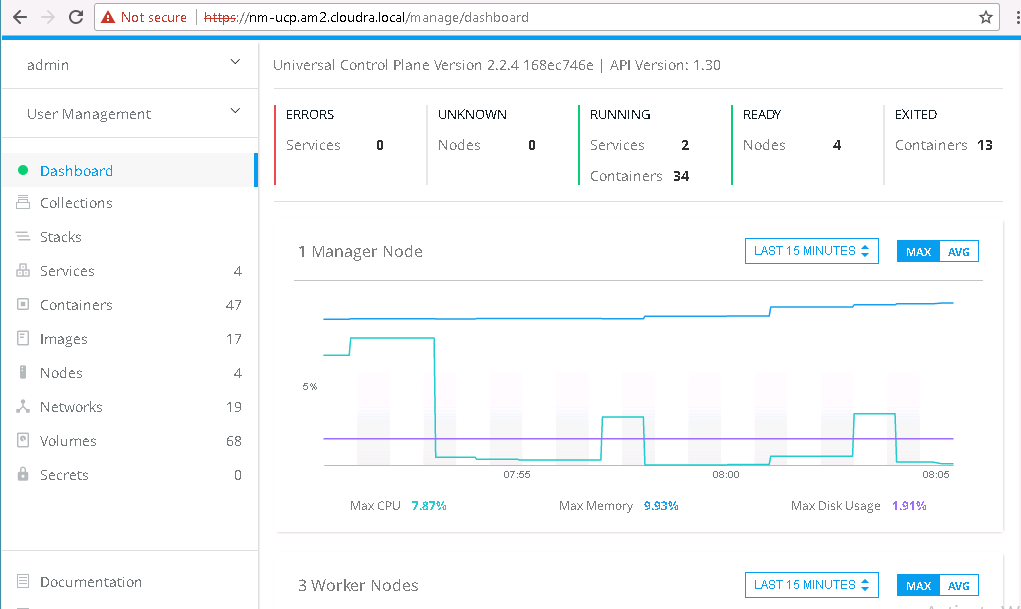 Not secure | https://nm-ucp.am2.cloudra.local/manage/dashboard
admin
User Management
Dashboard
Collections
Stacks
Services 4
Containers 47
Images 17
Nodes 4
Networks 19
Volumes 68
Secrets 0
Documentation
Universal Control Plane Version 2.2.4 168ec746e | API Version: 1.30
ERRORS
Services 0
UNKNOWN
Nodes 0
RUNNING
Services 2
Containers 34
READY
Nodes 4
EXITED
Containers 13
1 Manager Node
LAST 15 MINUTES
MAX AVG
5%
07:55 08:00 08:05
Max CPU 7.87% Max Memory 9.93% Max Disk Usage 1.91%
3 Worker Nodes
LAST 15 MINUTES
MAX AVG